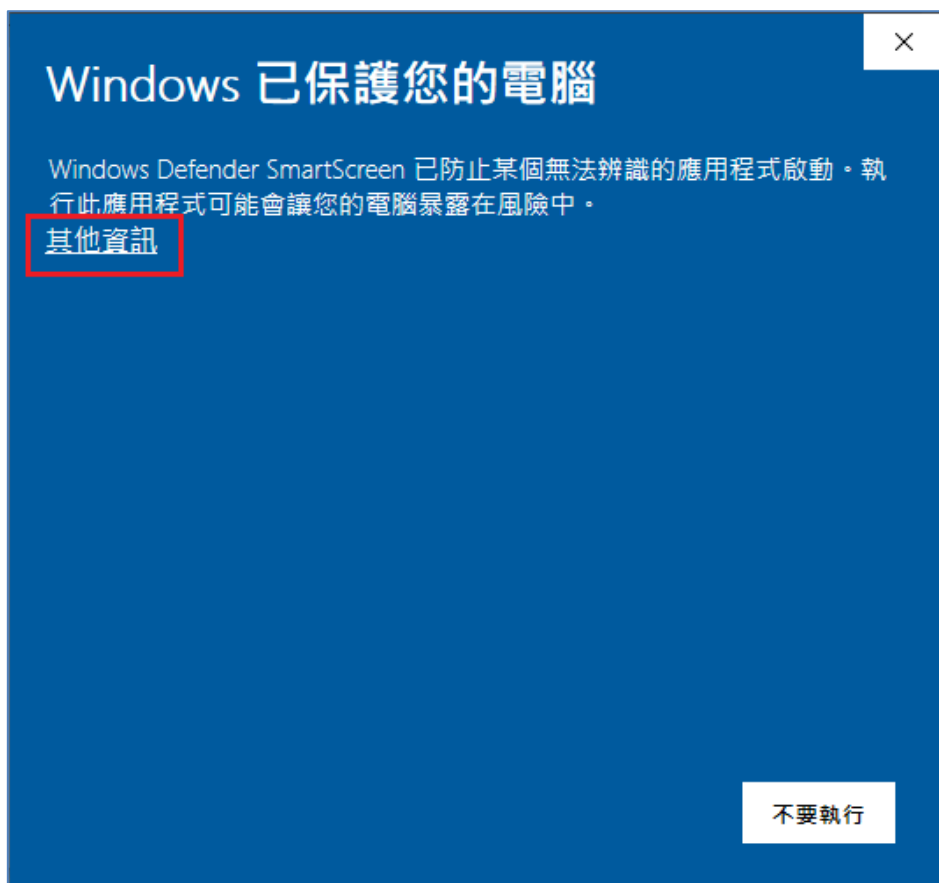 Windows 已保護您的電腦
Windows Defender SmartScreen 已防止某個無法辨識的應用程式啟動。執
行此應用程式可能會讓您的電腦暴露在風險中。
其他資訊
不要執行